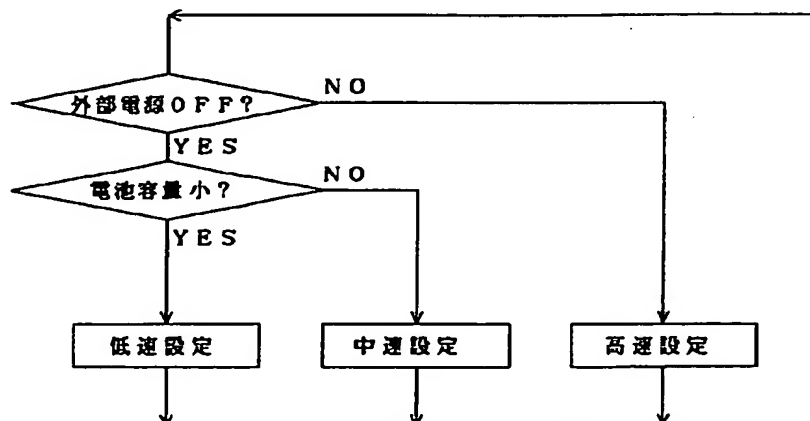 NO
外部電源OFF?
YES
NO
電池容量小?
YES
低速設定
中速設定
高速設定